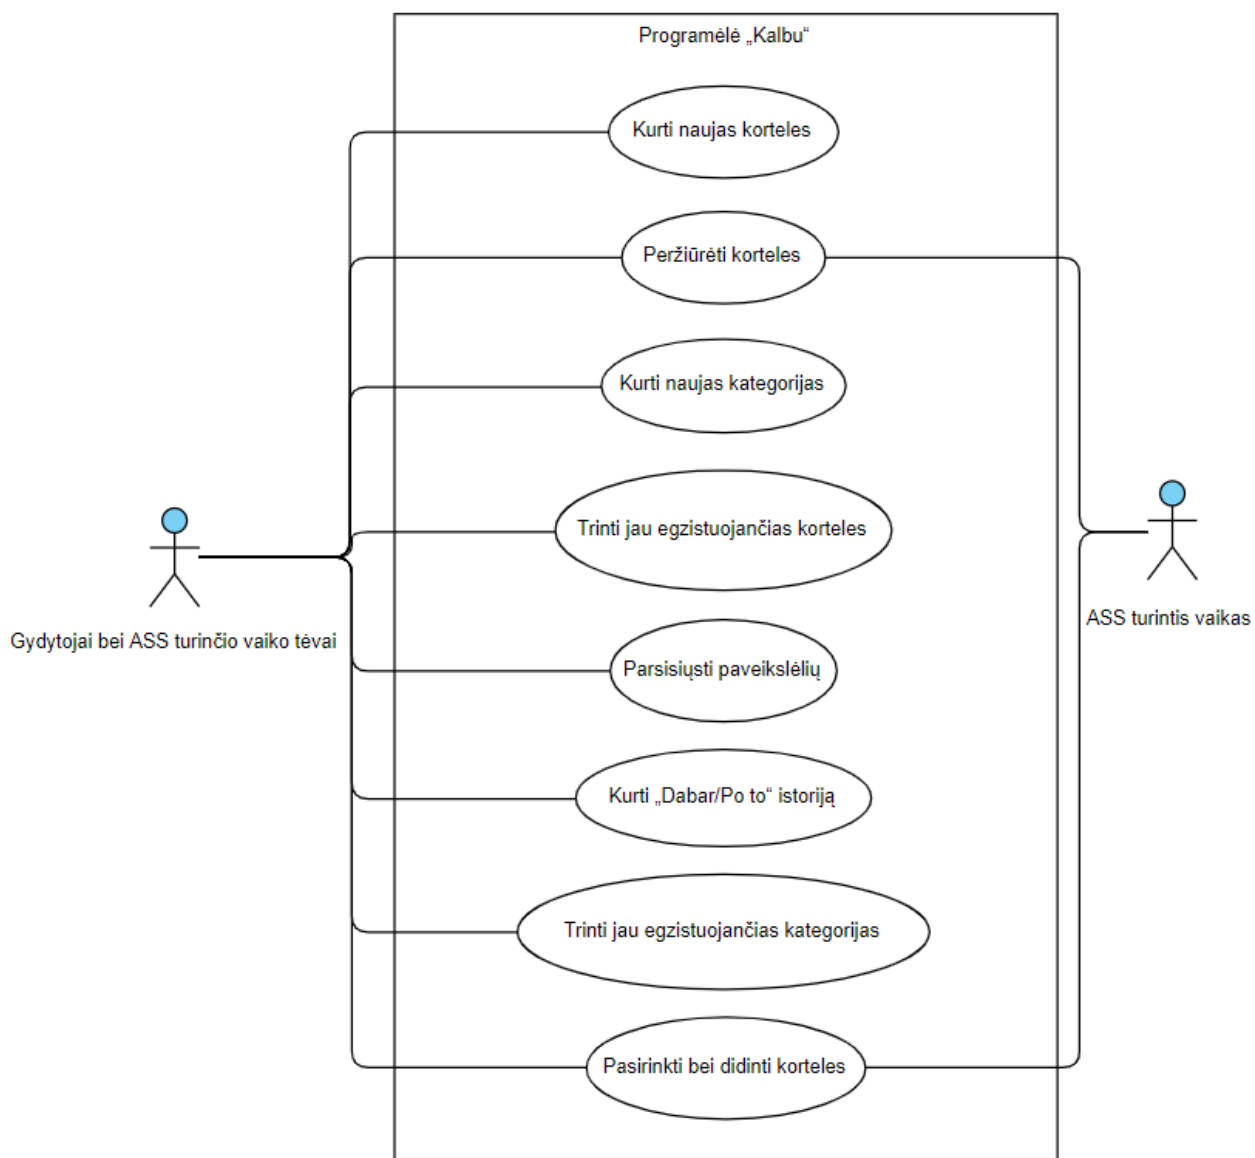 Programėlė „Kalbu“
Kurti naujas korteles
Peržiūrėti korteles
Kurti naujas kategorijas
Trinti jau egzistuojančias korteles
Gydytojai bei ASS turinčio vaiko tėvai
ASS turintis vaikas
Parsisiųsti paveikslėlių
Kurti „Dabar/Po to“ istoriją
Trinti jau egzistuojančias kategorijas
Pasirinkti bei didinti korteles